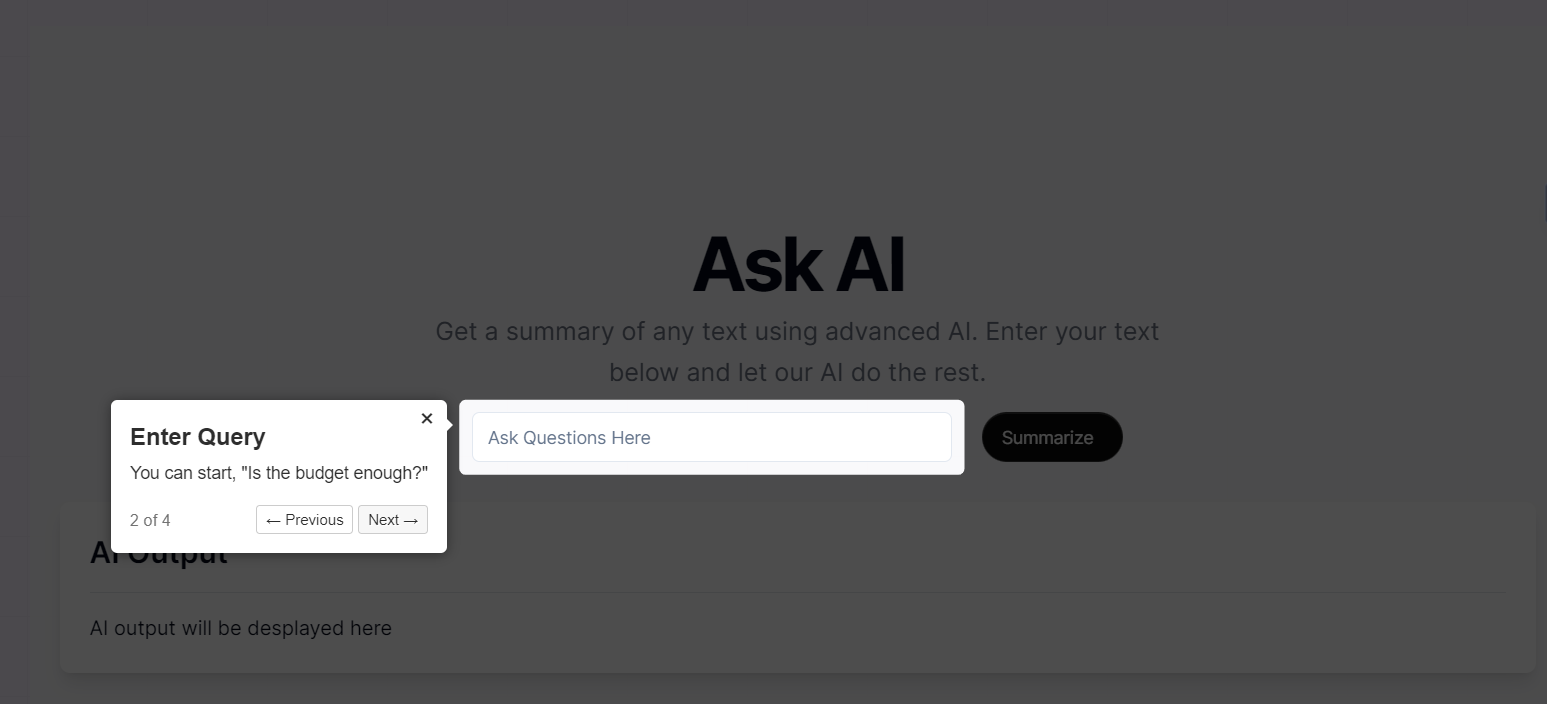 Ask AI
Get a summary of any text using advanced AI. Enter your text
below and let our AI do the rest.
×
Enter Query
You can start, "Is the budget enough?"
2 of 4
← Previous
Next →
Ask Questions Here
Summarize
AI Output
AI output will be desplayed here